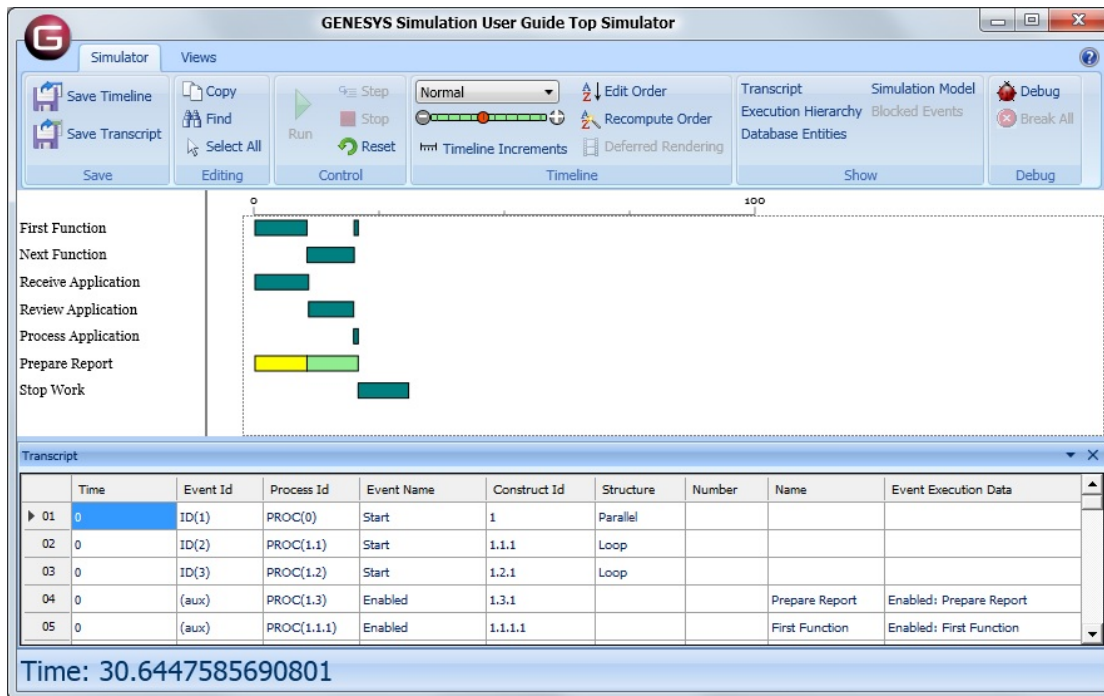 GENESYS Simulation User Guide Top Simulator
G
Simulator Views
Save Timeline
Save Transcript
Save
Copy
Find
Select All
Editing
Run
Step
Stop
Reset
Control
Normal
Timeline Increments
Edit Order
Recompute Order
Deferred Rendering
Timeline
Transcript Simulation Model
Execution Hierarchy Blocked Events
Database Entities
Show
Debug
Break All
Debug
0 100
First Function
Next Function
Receive Application
Review Application
Process Application
Prepare Report
Stop Work
Transcript
Time Event Id Process Id Event Name Construct Id Structure Number Name Event Execution Data
01 0 ID(1) PROC(0) Start 1 Parallel
02 0 ID(2) PROC(1.1) Start 1.1.1 Loop
03 0 ID(3) PROC(1.2) Start 1.2.1 Loop
04 0 (aux) PROC(1.3) Enabled 1.3.1 Prepare Report Enabled: Prepare Report
05 0 (aux) PROC(1.1.1) Enabled 1.1.1.1 First Function Enabled: First Function
Time: 30.6447585690801